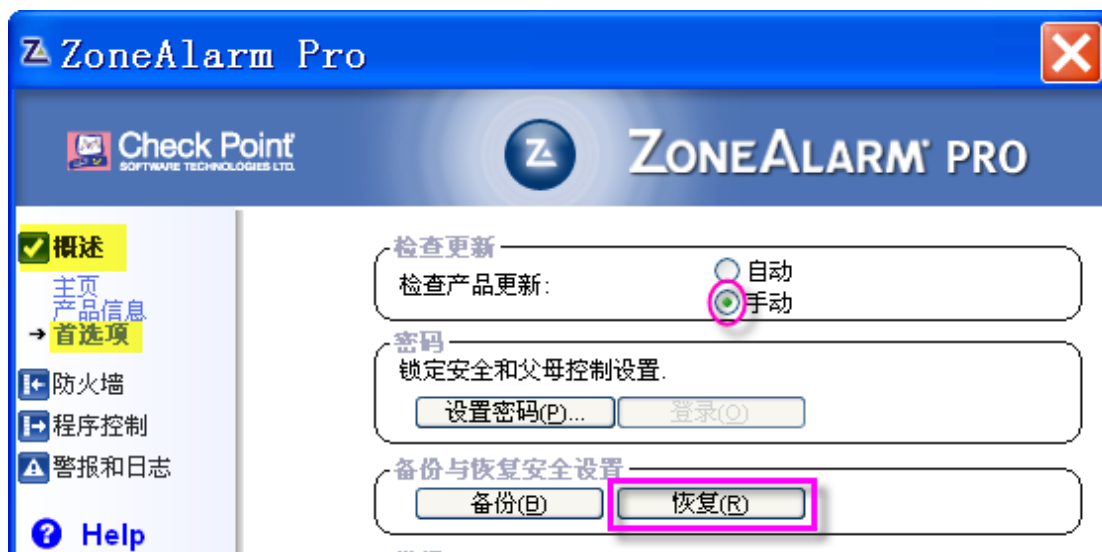 ZoneAlarm Pro
Check Point
SOFTWARE TECHNOLOGIES LTD.
ZONEALARM PRO
概述
主页
产品信息
首选项
防火墙
程序控制
警报和日志
Help
检查更新
检查产品更新:
自动
手动
密码
锁定安全和父母控制设置.
设置密码(P)...
登录(O)
备份与恢复安全设置
备份(B)
恢复(R)